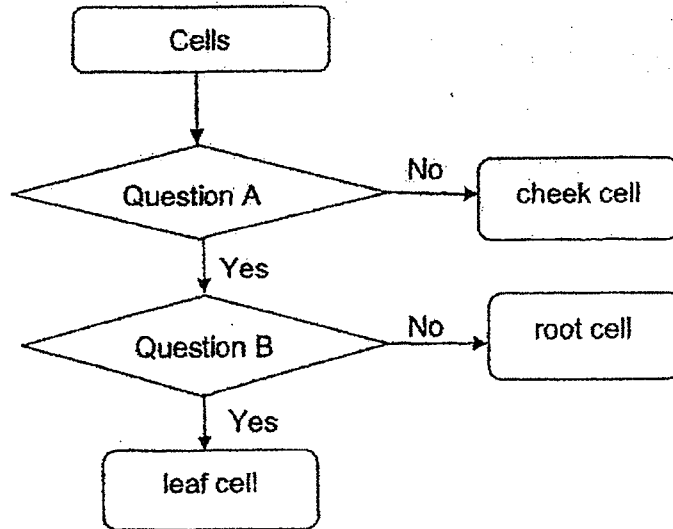 Cells
Question A
No
cheek cell
Yes
Question B
No
root cell
Yes
leaf cell